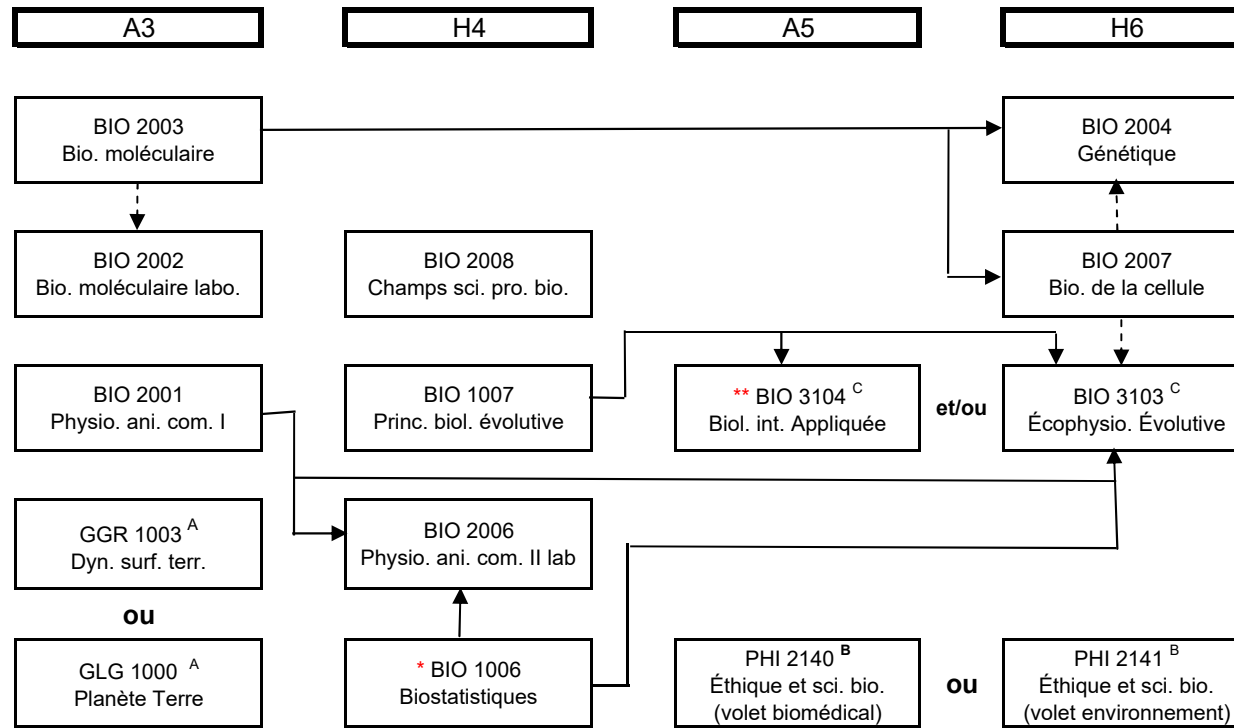 A3
H4
A5
H6
BIO 2003
Bio. moléculaire
BIO 2004
Génétique
BIO 2002
Bio. moléculaire labo.
BIO 2008
Champs sci. pro. bio.
BIO 2007
Bio. de la cellule
BIO 2001
Physio. ani. com. I
BIO 1007
Princ. biol. évolutive
** BIO 3104 C
Biol. int. Appliquée
et/ou
BIO 3103 C
Écophysio. Évolutive
GGR 1003 A
Dyn. surf. terr.
BIO 2006
Physio. ani. com. II lab
ou
GLG 1000 A
Planète Terre
* BIO 1006
Biostatistiques
PHI 2140 B
Éthique et sci. bio.
(volet biomédical)
ou
PHI 2141 B
Éthique et sci. bio.
(volet environnement)